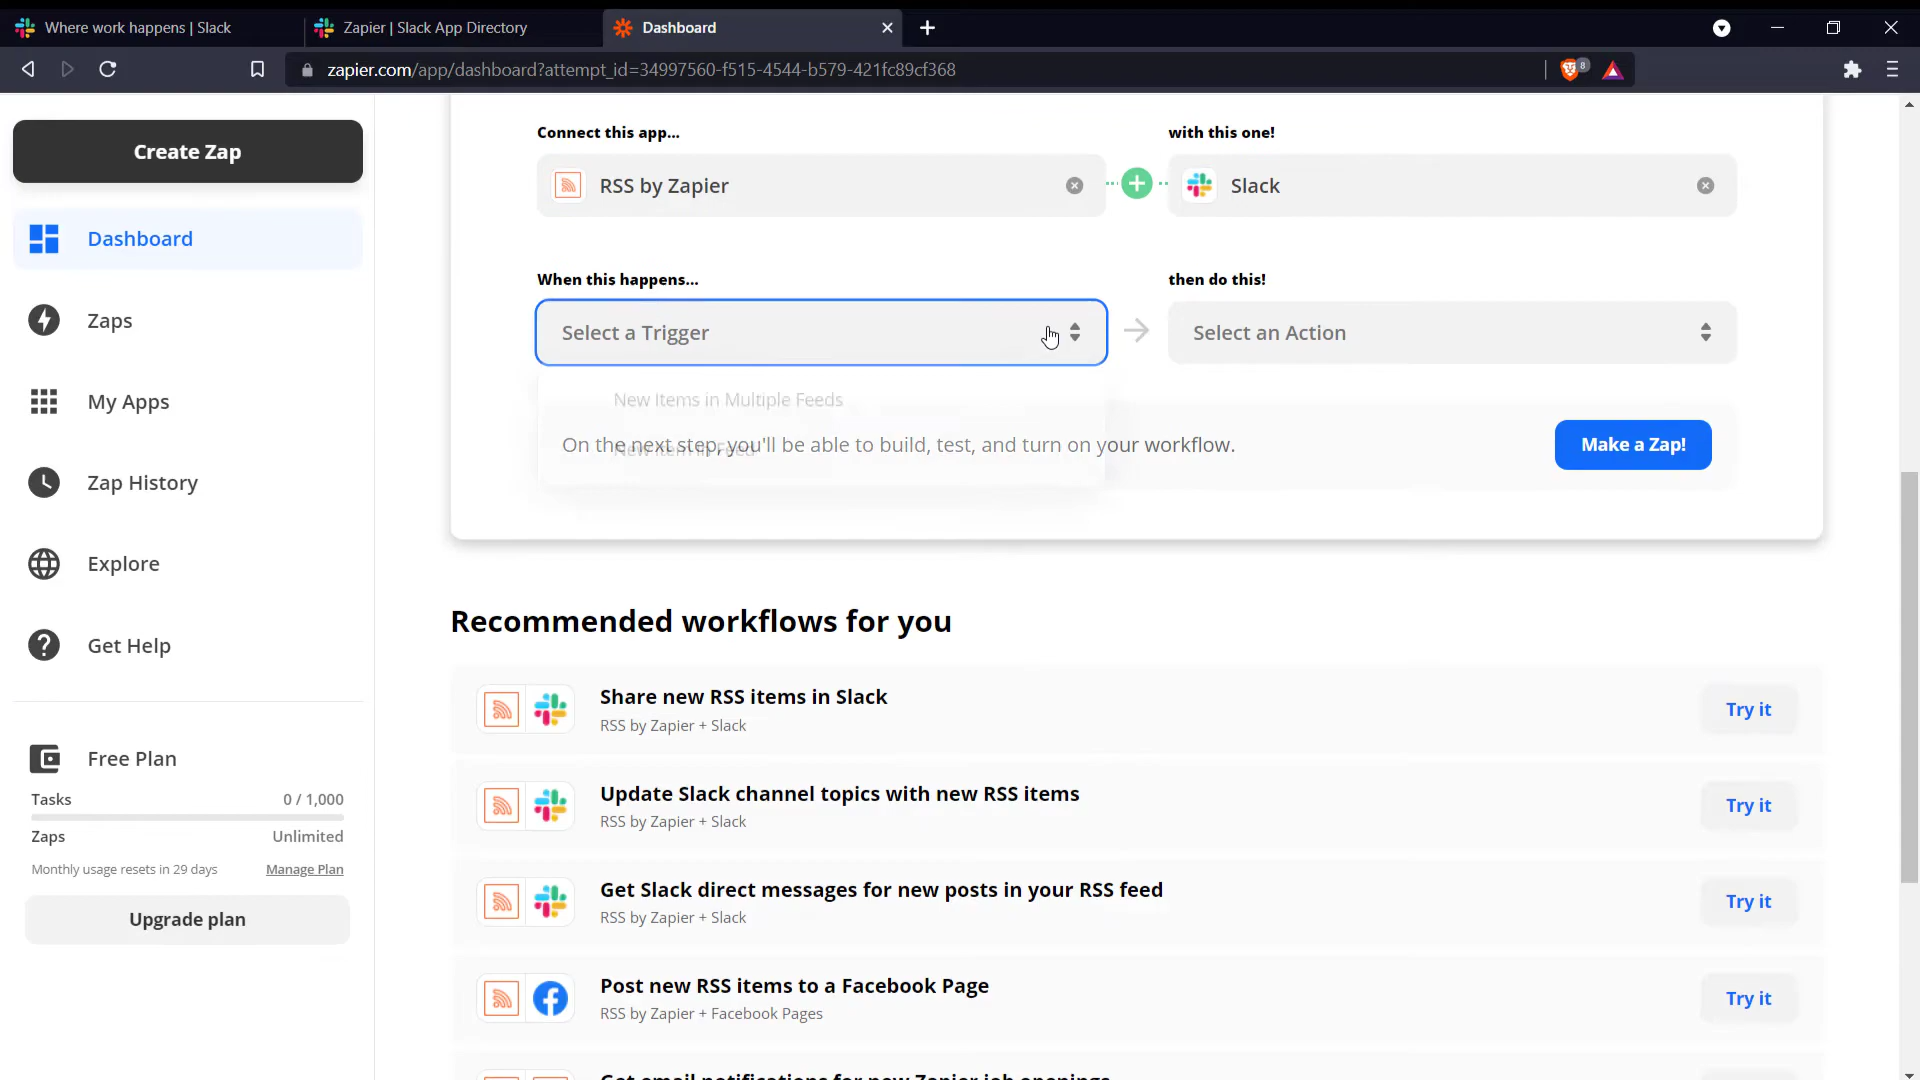 Where work happens | Slack
Zapier | Slack App Directory
Dashboard
zapier.com/app/dashboard?attempt_id=34997560-f515-4544-b579-421fc89cf368
8
Create Zap
Dashboard
Zaps
My Apps
Zap History
Explore
Get Help
Free Plan
Tasks 0 / 1,000
Zaps Unlimited
Monthly usage resets in 29 days Manage Plan
Upgrade plan
Connect this app... with this one!
RSS by Zapier Slack
When this happens... then do this!
Select a Trigger Select an Action
New Items in Multiple Feeds
New Item in Feed
On the next step, you'll be able to build, test, and turn on your workflow.
Make a Zap!
Recommended workflows for you
Share new RSS items in Slack
RSS by Zapier + Slack
Try it
Update Slack channel topics with new RSS items
RSS by Zapier + Slack
Try it
Get Slack direct messages for new posts in your RSS feed
RSS by Zapier + Slack
Try it
Post new RSS items to a Facebook Page
RSS by Zapier + Facebook Pages
Try it
Get email notifications for new Zapier job openings